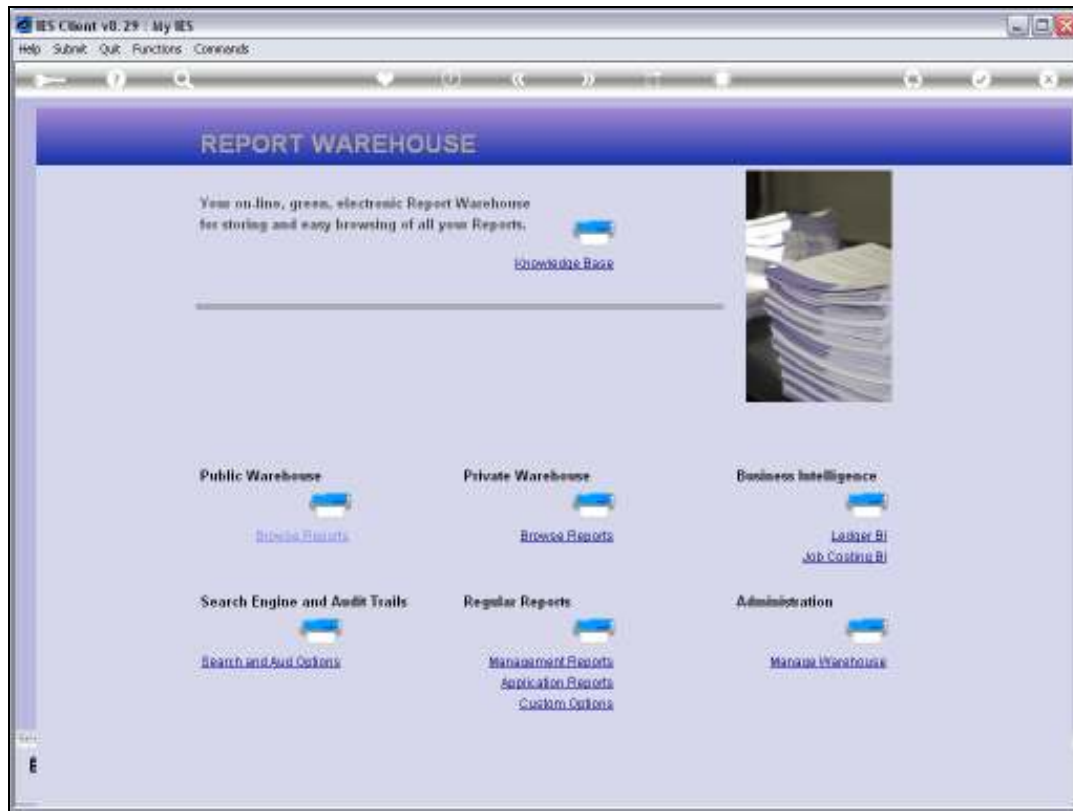 IES Client v8.29 : My IES
Help Submit Quit Functions Commands
REPORT WAREHOUSE
Your on-line, green, electronic Report Warehouse
for storing and easy browsing of all your Reports.
Knowledge Base
Public Warehouse Private Warehouse Business Intelligence
Browse Reports Browse Reports Ledger BI
Job Costing BI
Search Engine and Audit Trails Regular Reports Administration
Search and Aud Options Management Reports Manage Warehouse
Application Reports
Custom Options